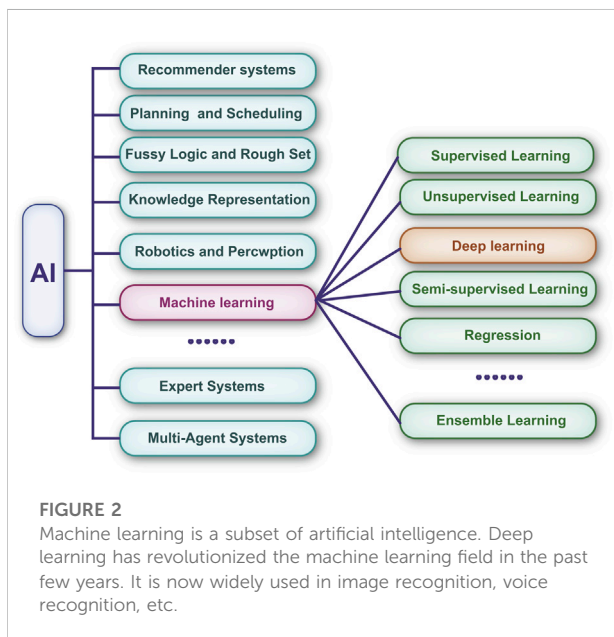 AI
Recommender systems
Planning and Scheduling
Fussy Logic and Rough Set
Knowledge Representation
Robotics and Percwption
Machine learning
......
Expert Systems
Multi-Agent Systems
Supervised Learning
Unsupervised Learning
Deep learning
Semi-supervised Learning
Regression
......
Ensemble Learning
FIGURE 2
Machine learning is a subset of artificial intelligence. Deep
learning has revolutionized the machine learning field in the past
few years. It is now widely used in image recognition, voice
recognition, etc.